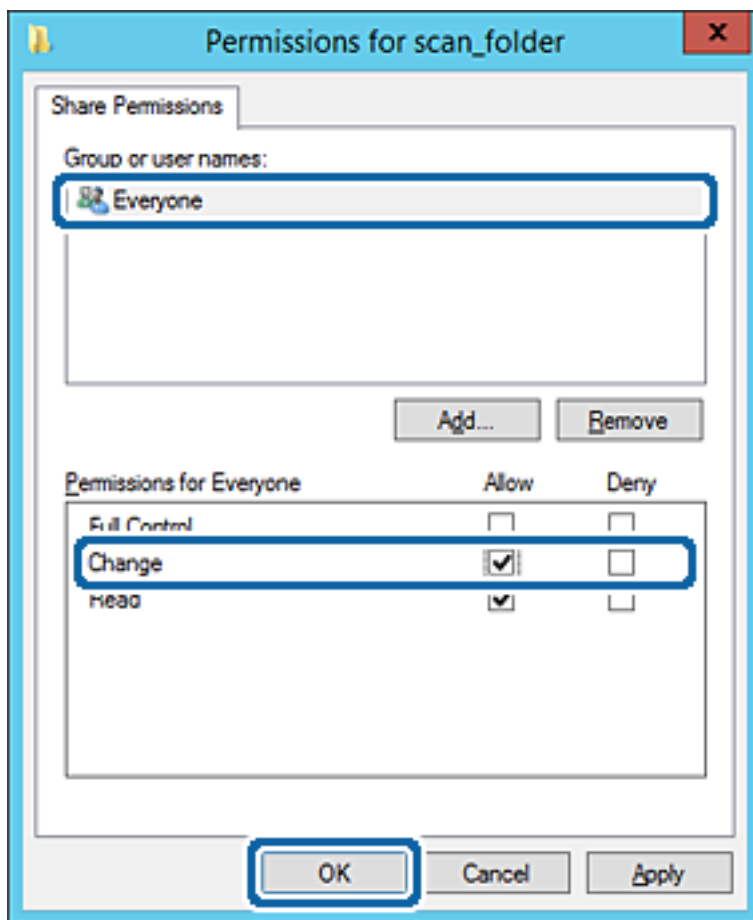 Permissions for scan_folder
Share Permissions
Group or user names:
Everyone
Add... Remove
Permissions for Everyone Allow Deny
Full Control
Change
Read
OK Cancel Apply